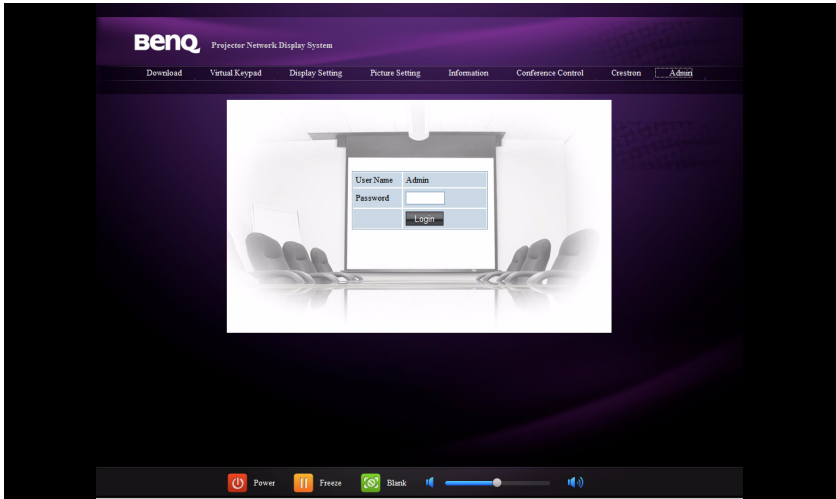 BenQ Projector Network Display System
Download Virtual Keypad Display Setting Picture Setting Information Conference Control Crestron Admin
User Name Admin
Password
Login
Power Freeze Blank